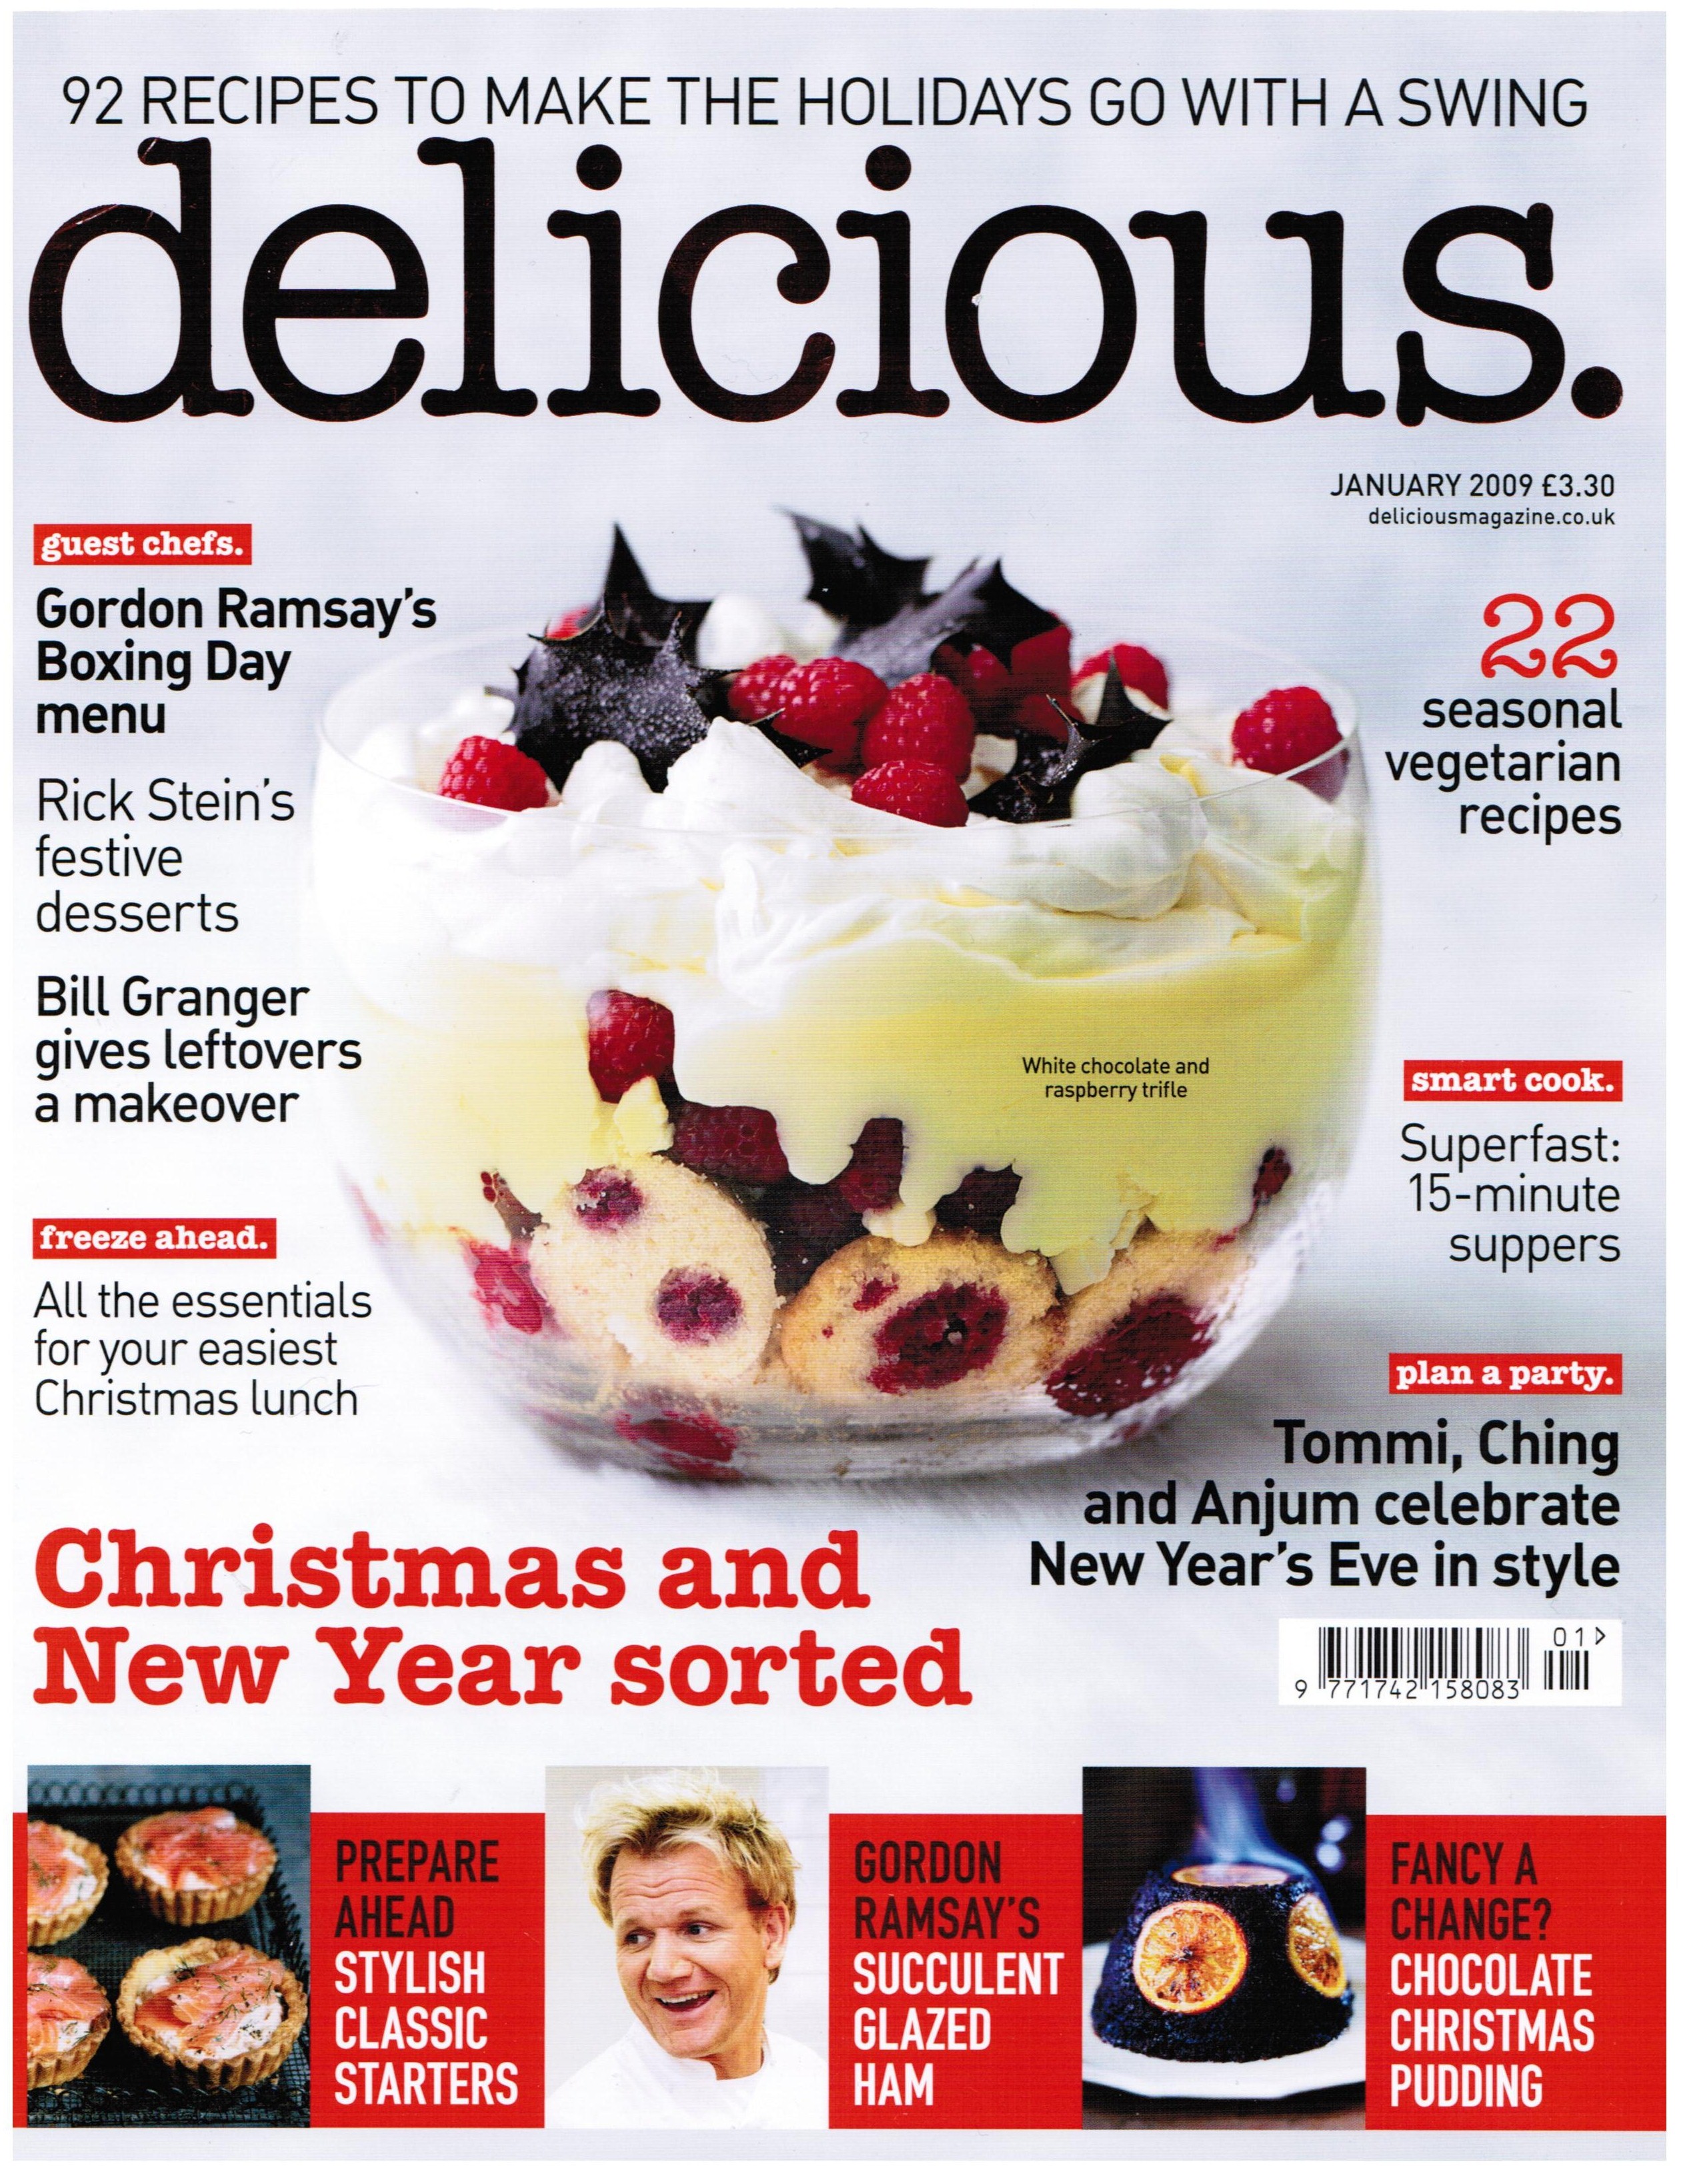 92 RECIPES TO MAKE THE HOLIDAYS GO WITH A SWING
delicious.
JANUARY 2009 £3.30
deliciousmagazine.co.uk
guest chefs.
Gordon Ramsay's
Boxing Day
menu
Rick Stein's
festive
desserts
Bill Granger
gives leftovers
a makeover
freeze ahead.
All the essentials
for your easiest
Christmas lunch
22
seasonal
vegetarian
recipes
White chocolate and
raspberry trifle
smart cook.
Superfast:
15-minute
suppers
plan a party.
Tommi, Ching
and Anjum celebrate
New Year's Eve in style
Christmas and
New Year sorted
01>
9 771742 158083
PREPARE
AHEAD
STYLISH
CLASSIC
STARTERS
GORDON
RAMSAY'S
SUCCULENT
GLAZED
HAM
FANCY A
CHANGE?
CHOCOLATE
CHRISTMAS
PUDDING